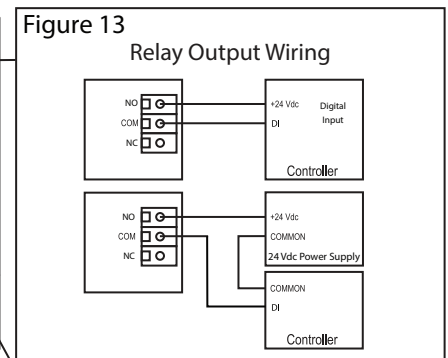 Figure 13
Relay Output Wiring
NO
COM
NC
+24 Vdc
DI
Digital
Input
Controller
NO
COM
NC
+24 Vdc
COMMON
24 Vdc Power Supply
COMMON
DI
Controller